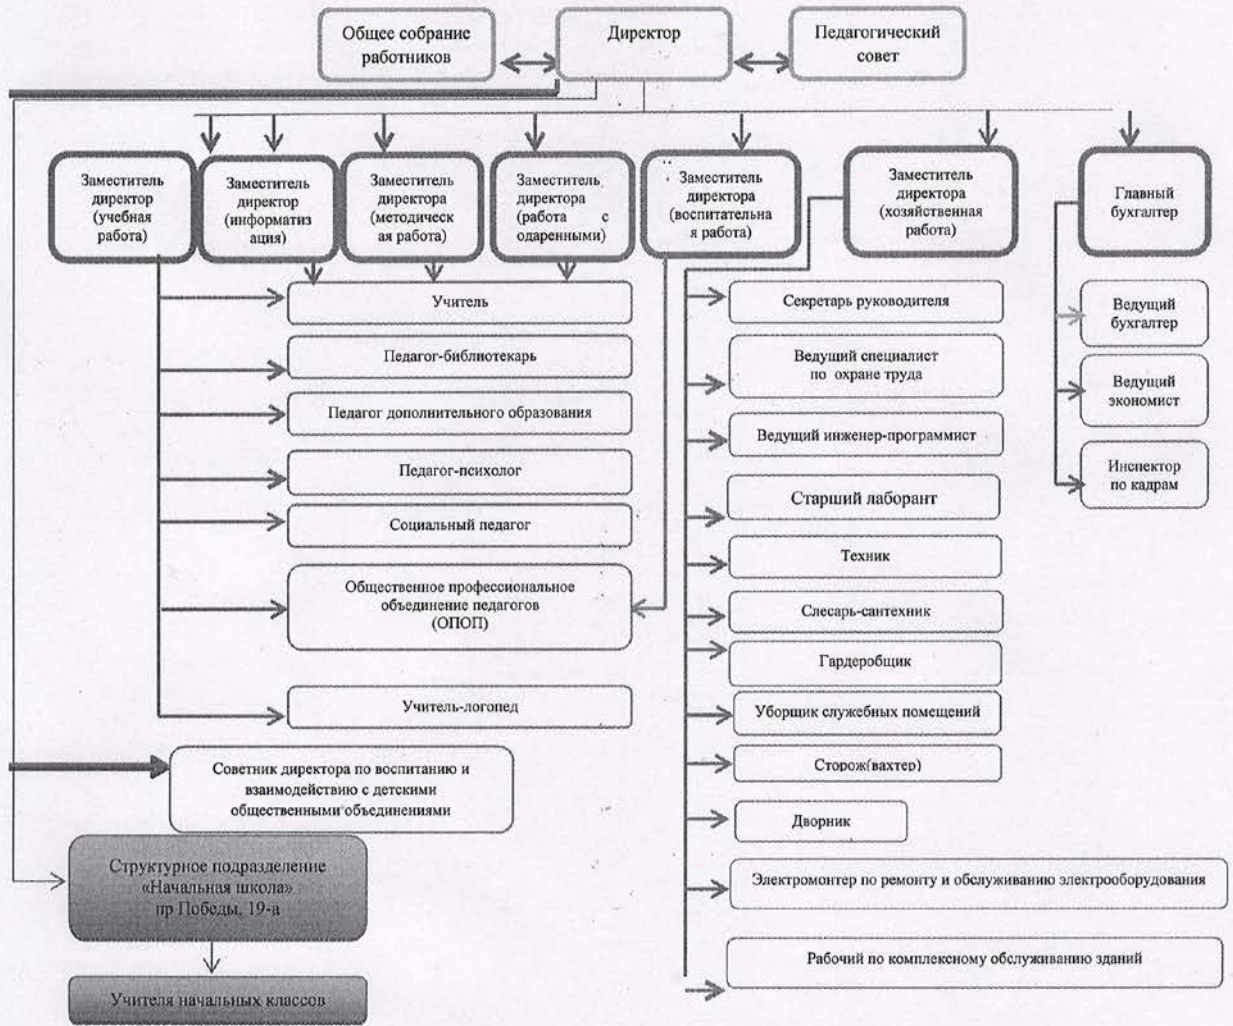 Общее собрание
работников
Директор
Педагогический
совет
Заместитель
директор
(учебная
работа)
Заместитель
директор
(информатиз
ация)
Заместитель
директора
(методическ
ая работа)
Заместитель
директора
(работа с
одаренными)
Заместитель
директора
(воспитательна
я работа)
Заместитель
директора
(хозяйственная
работа)
Главный
бухгалтер
Учитель
Педагог-библиотекарь
Педагог дополнительного образования
Педагог-психолог
Социальный педагог
Общественное профессиональное
объединение педагогов
(ОПОП)
Учитель-логопед
Секретарь руководителя
Ведущий специалист
по охране труда
Ведущий инженер-программист
Старший лаборант
Техник
Слесарь-сантехник
Гардеробщик
Уборщик служебных помещений
Сторож(вахтер)
Дворник
Электромонтер по ремонту и обслуживанию электрооборудования
Рабочий по комплексному обслуживанию зданий
Ведущий
бухгалтер
Ведущий
экономист
Инспектор
по кадрам
Советник директора по воспитанию и
взаимодействию с детскими
общественными объединениями
Структурное подразделение
«Начальная школа»
пр Победы, 19-а
Учителя начальных классов